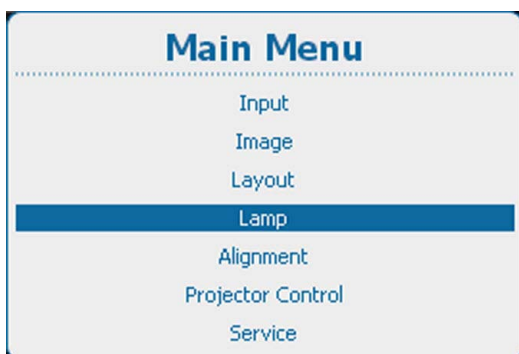 Main Menu
Input
Image
Layout
Lamp
Alignment
Projector Control
Service